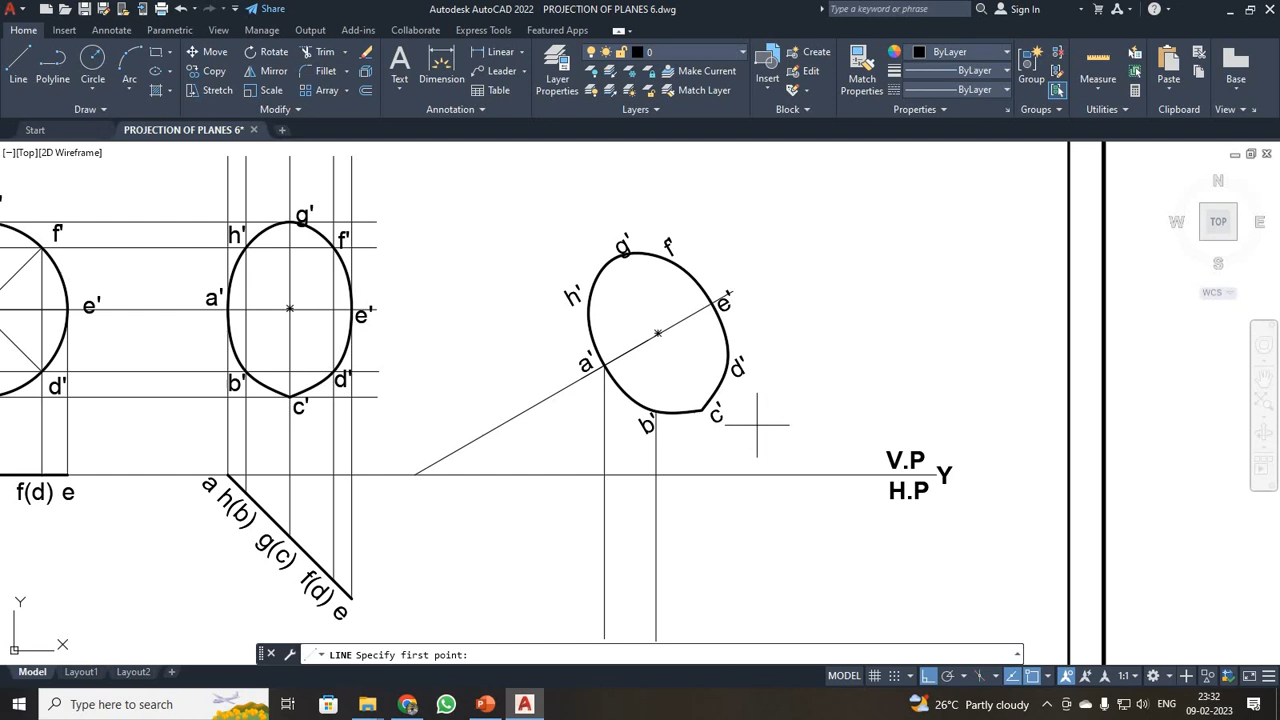 Share
Autodesk AutoCAD 2022 PROJECTION OF PLANES 6.dwg
Type a keyword or phrase
Sign In
Home Insert Annotate Parametric View Manage Output Add-ins Collaborate Express Tools Featured Apps
Line Polyline Circle Arc
Move Rotate Trim
Copy Mirror Fillet
Stretch Scale Array
Text Dimension
Linear
Leader
Table
Layer Properties
0
Make Current
Match Layer
Insert
Create
Edit
Match Properties
ByLayer
ByLayer
ByLayer
Group
Measure
Paste
Base
Draw Modify Annotation Layers Block Properties Groups Utilities Clipboard View
Start PROJECTION OF PLANES 6*
[−][Top][2D Wireframe]
N
W TOP E
S
WCS
f'
e'
d'
f(d) e
g'
h' f'
a' e'
b' d'
c'
a h(b) g(c) f(d) e
g' f'
h' e'
a' d'
b' c'
V.P
Y
H.P
Y
X
LINE Specify first point:
Model Layout1 Layout2
MODEL
1:1
Type here to search
26°C Partly cloudy
ENG
23:32
09-02-2023